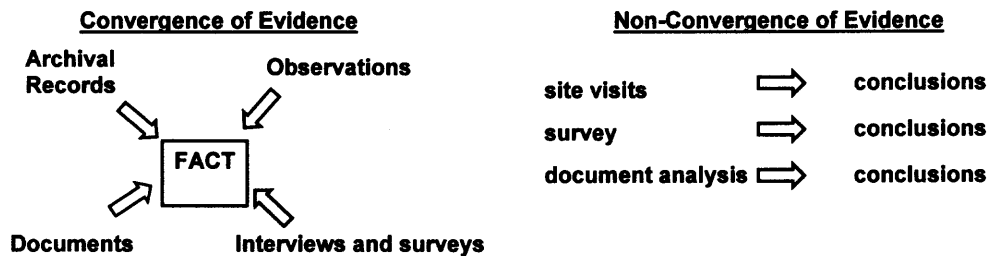 Convergence of Evidence
Archival
Records
Observations
FACT
Documents
Interviews and surveys
Non-Convergence of Evidence
site visits conclusions
survey conclusions
document analysis conclusions